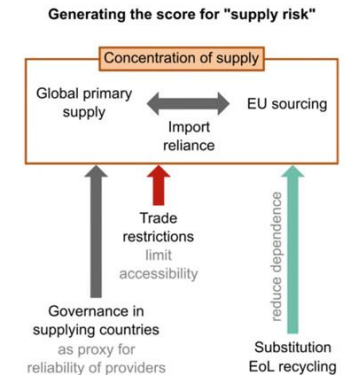 Generating the score for "supply risk"
Concentration of supply
Global primary
supply
EU sourcing
Import
reliance
Trade
restrictions
limit
accessibility
reduce dependence
Governance in
supplying countries
as proxy for
reliability of providers
Substitution
EoL recycling